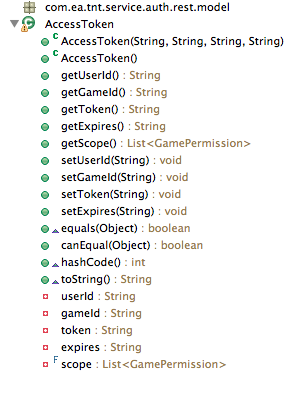 com.ea.tnt.service.auth.rest.model
AccessToken
C AccessToken(String, String, String, String)
C AccessToken()
getUserId() : String
getGameId() : String
getToken() : String
getExpires() : String
getScope() : List<GamePermission>
setUserId(String) : void
setGameId(String) : void
setToken(String) : void
setExpires(String) : void
equals(Object) : boolean
canEqual(Object) : boolean
hashCode() : int
toString() : String
userId : String
gameId : String
token : String
expires : String
F scope : List<GamePermission>